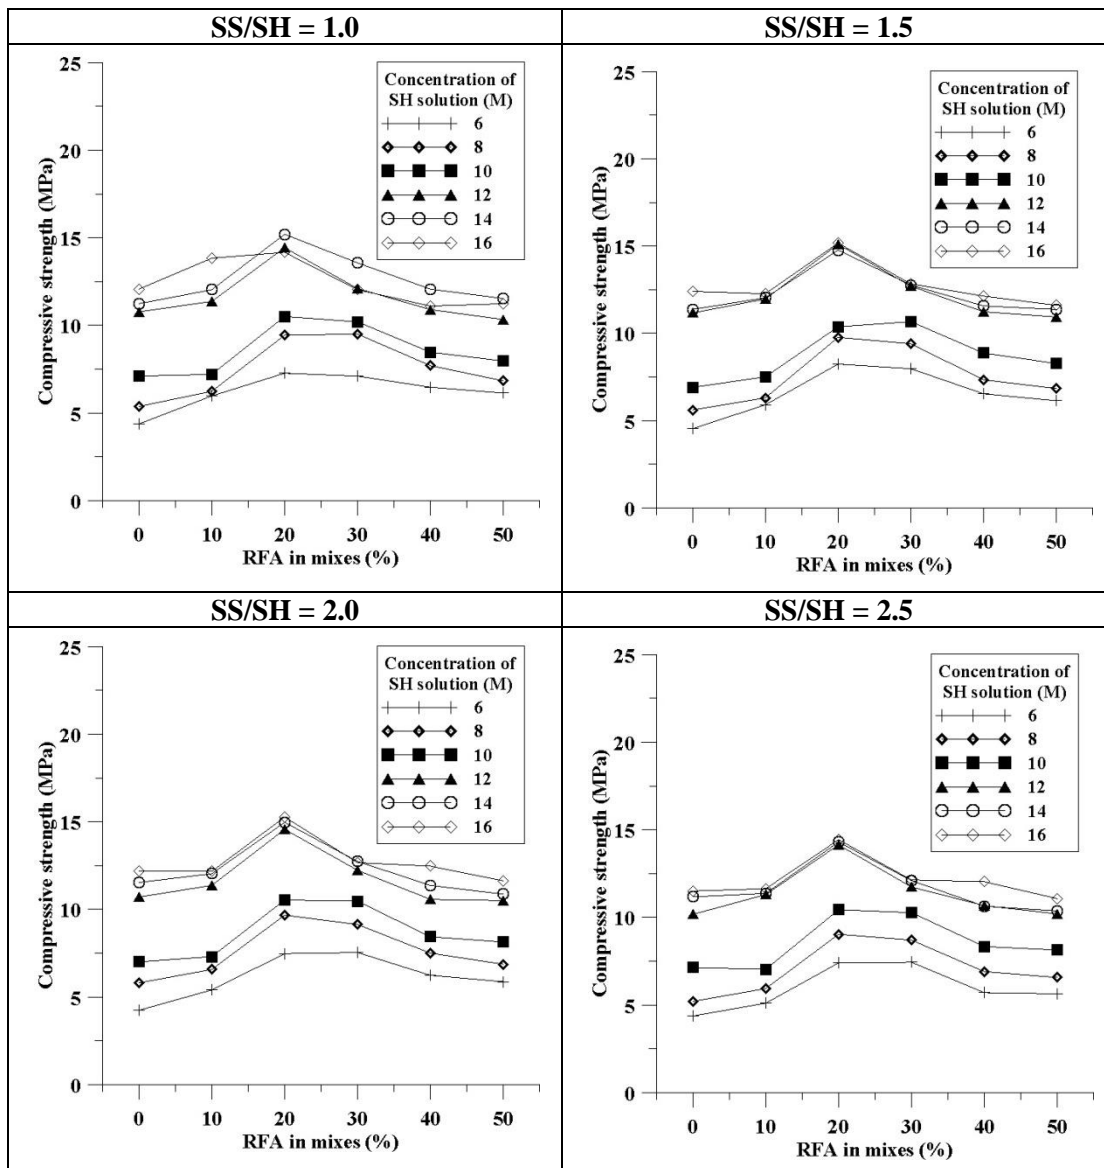 SS/SH = 1.0
Compressive strength (MPa)
25
20
15
10
5
0
Concentration of
SH solution (M)
6
8
10
12
14
16
0 10 20 30 40 50
RFA in mixes (%)
SS/SH = 1.5
Compressive strength (MPa)
25
20
15
10
5
0
Concentration of
SH solution (M)
6
8
10
12
14
16
0 10 20 30 40 50
RFA in mixes (%)
SS/SH = 2.0
Compressive strength (MPa)
25
20
15
10
5
0
Concentration of
SH solution (M)
6
8
10
12
14
16
0 10 20 30 40 50
RFA in mixes (%)
SS/SH = 2.5
Compressive strength (MPa)
25
20
15
10
5
0
Concentration of
SH solution (M)
6
8
10
12
14
16
0 10 20 30 40 50
RFA in mixes (%)